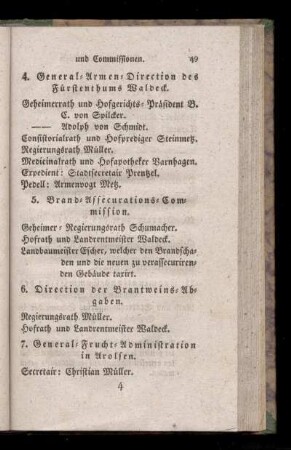 und Commissionen. 49
4. General-Armen-Direction des
Fürstenthums Waldeck.
Geheimerrath und Hofgerichts-Präsident B.
C. von Spilcker.
—— Adolph von Schmidt.
Consistorialrath und Hofprediger Steinmetz.
Regierungsrath Müller.
Medicinalrath und Hofapotheker Varnhagen.
Expedient: Stadtsecretair Prentzel.
Pedell: Armenvogt Metz.
5. Brand-Assecurations-Com-
mission.
Geheimer-Regierungsrath Schumacher.
Hofrath und Landrentmeister Waldeck.
Landbaumeister Escher, welcher den Brandscha-
den und die neuen zu verassecuriren-
den Gebäude taxirt.
6. Direction der Brantweins-Ab-
gaben.
Regierungsrath Müller.
Hofrath und Landrentmeister Waldeck.
7. General-Frucht-Administration
in Arolsen.
Secretair: Christian Müller.
4